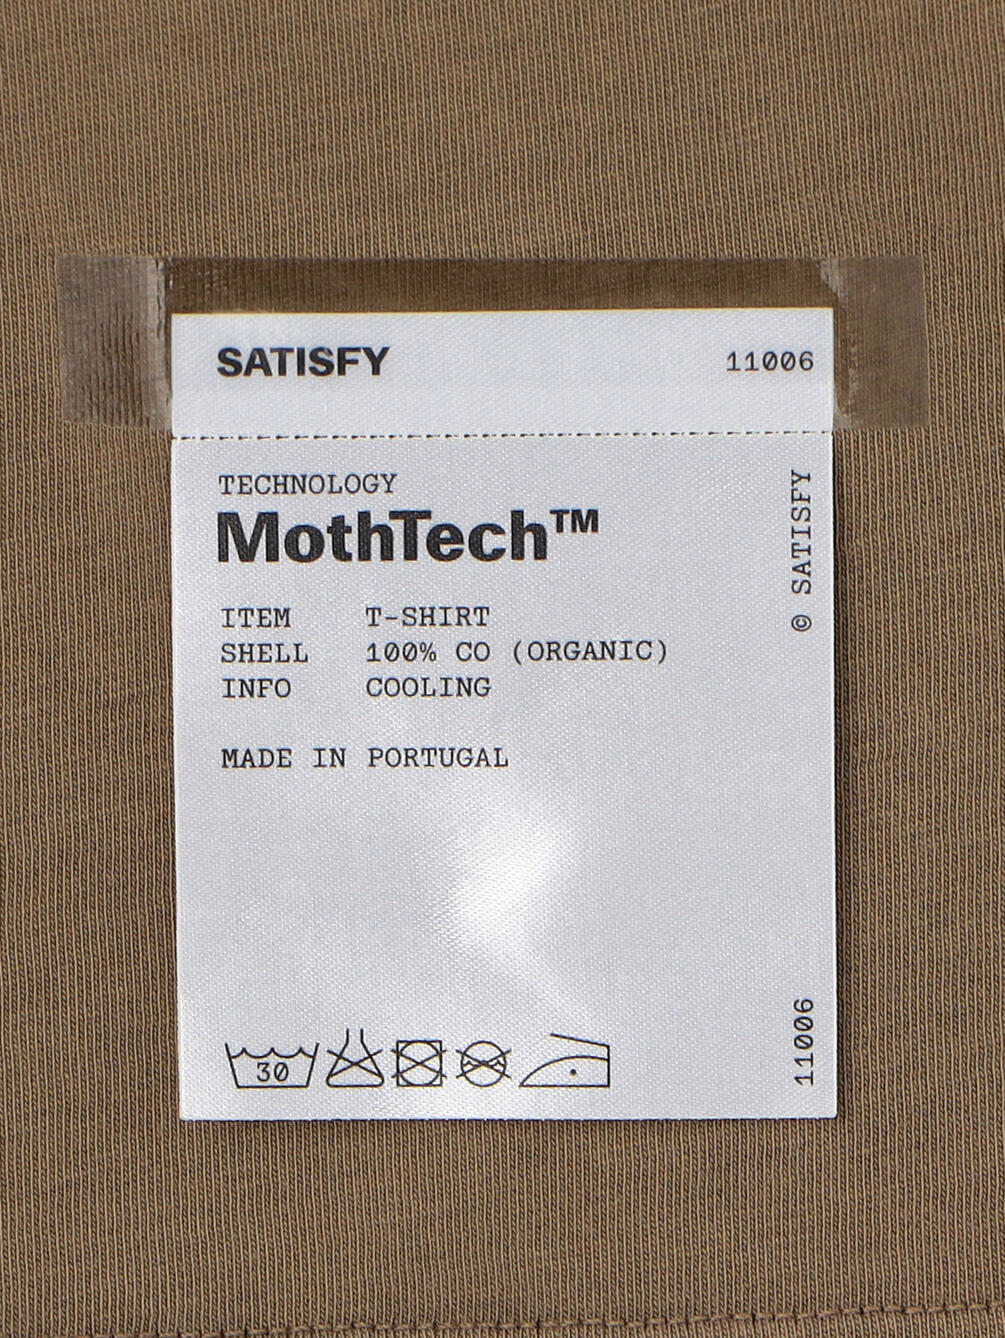 SATISFY 11006
TECHNOLOGY
MothTech™
ITEM T-SHIRT
SHELL 100% CO (ORGANIC)
INFO COOLING
MADE IN PORTUGAL
30
© SATISFY
11006